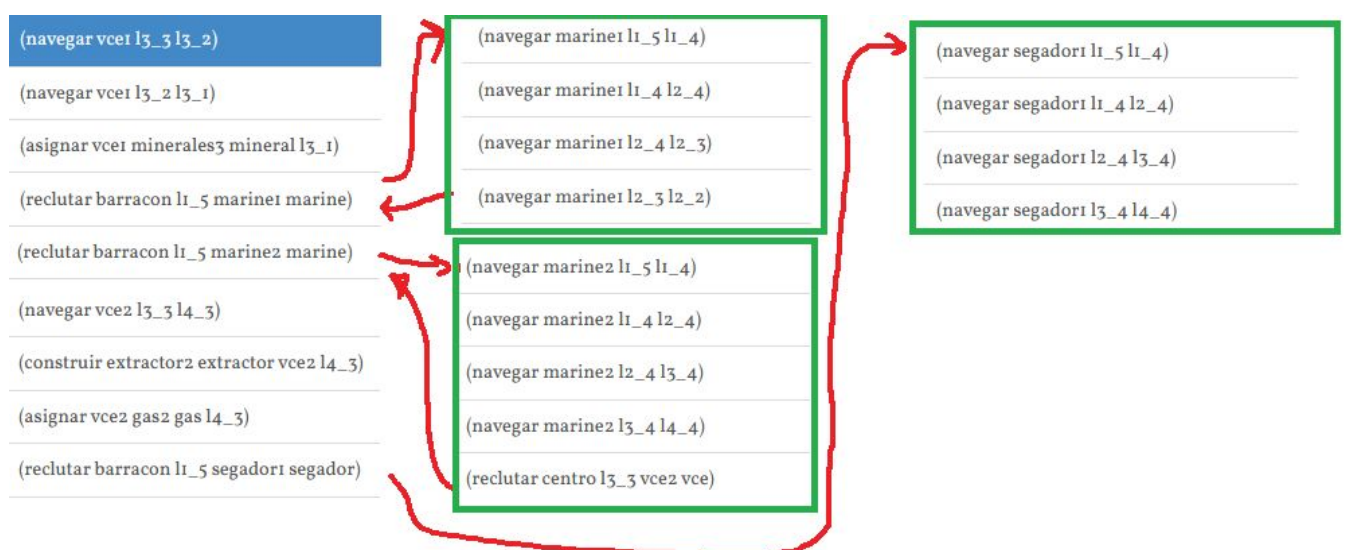 (navegar vce1 l3_3 l3_2)
(navegar vce1 l3_2 l3_1)
(asignar vce1 minerales3 mineral l3_1)
(reclutar barracon l1_5 marine1 marine)
(reclutar barracon l1_5 marine2 marine)
(navegar vce2 l3_3 l4_3)
(construir extractor2 extractor vce2 l4_3)
(asignar vce2 gas2 gas l4_3)
(reclutar barracon l1_5 segador1 segador)
(navegar marine1 l1_5 l1_4)
(navegar marine1 l1_4 l2_4)
(navegar marine1 l2_4 l2_3)
(navegar marine1 l2_3 l2_2)
(navegar marine2 l1_5 l1_4)
(navegar marine2 l1_4 l2_4)
(navegar marine2 l2_4 l3_4)
(navegar marine2 l3_4 l4_4)
(reclutar centro l3_3 vce2 vce)
(navegar segador1 l1_5 l1_4)
(navegar segador1 l1_4 l2_4)
(navegar segador1 l2_4 l3_4)
(navegar segador1 l3_4 l4_4)